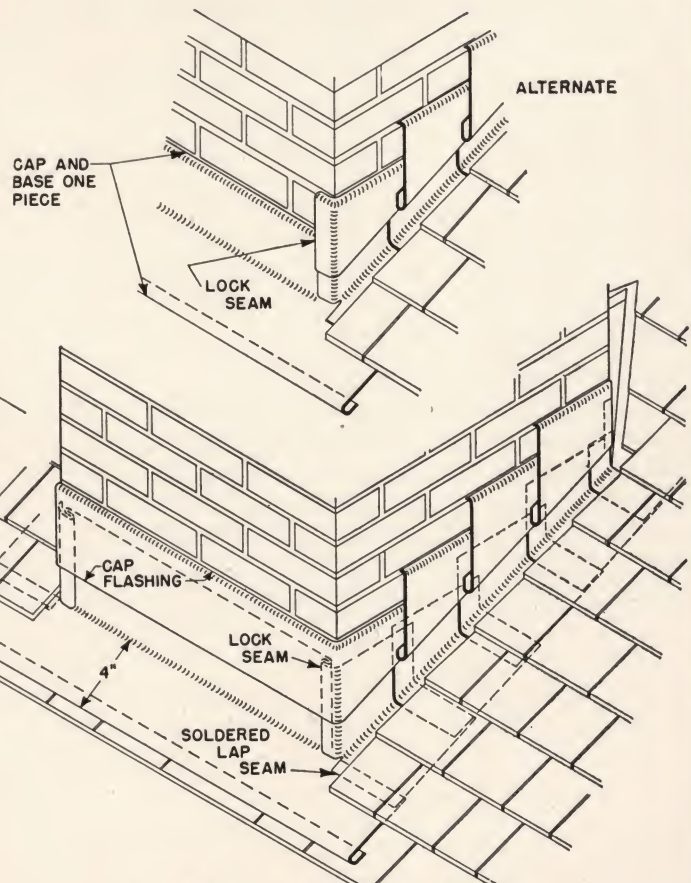 ALTERNATE
CAP AND
BASE ONE
PIECE
LOCK
SEAM
CAP
FLASHING
LOCK
SEAM
4"
SOLDERED
LAP
SEAM